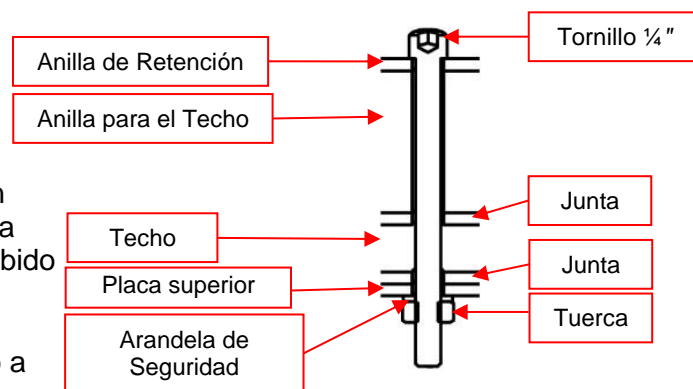 Tornillo ¼"
Anilla de Retención
Anilla para el Techo
n
a
bido
a
Techo
Placa superior
Arandela de
Seguridad
Junta
Junta
Tuerca